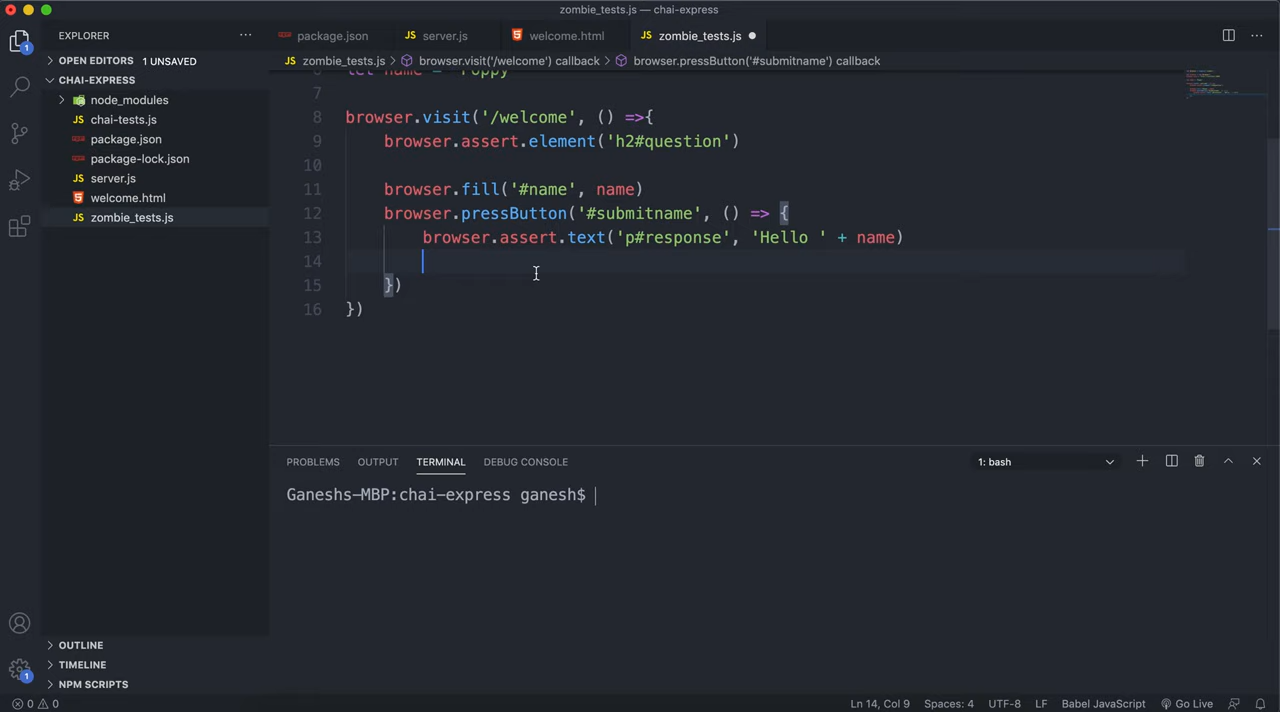 zombie_tests.js — chai-express
EXPLORER
package.json
server.js
welcome.html
zombie_tests.js
OPEN EDITORS 1 UNSAVED
zombie_tests.js > browser.visit('/welcome') callback > browser.pressButton('#submitname') callback
CHAI-EXPRESS
node_modules
chai-tests.js
package.json
package-lock.json
server.js
welcome.html
zombie_tests.js
7
8 browser.visit('/welcome', () =>{
9 browser.assert.element('h2#question')
10
11 browser.fill('#name', name)
12 browser.pressButton('#submitname', () => {
13 browser.assert.text('p#response', 'Hello ' + name)
14
15 })
16 })
PROBLEMS OUTPUT TERMINAL DEBUG CONSOLE
1: bash
Ganeshs-MBP:chai-express ganesh$
OUTLINE
TIMELINE
NPM SCRIPTS
1
1
0 0
Ln 14, Col 9 Spaces: 4 UTF-8 LF Babel JavaScript Go Live